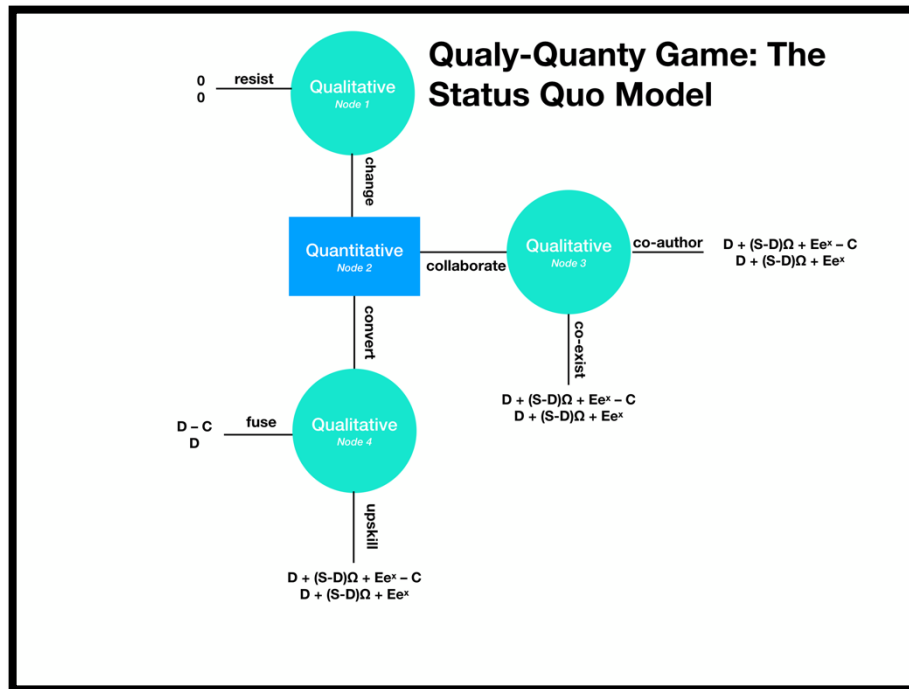 Qualy-Quanty Game: The
Status Quo Model
0
0
resist
Qualitative
Node 1
change
Quantitative
Node 2
collaborate
Qualitative
Node 3
co-author
D + (S-D)Ω + Eeˣ – C
D + (S-D)Ω + Eeˣ
co-exist
D + (S-D)Ω + Eeˣ – C
D + (S-D)Ω + Eeˣ
convert
Qualitative
Node 4
fuse
D – C
D
upskill
D + (S-D)Ω + Eeˣ – C
D + (S-D)Ω + Eeˣ